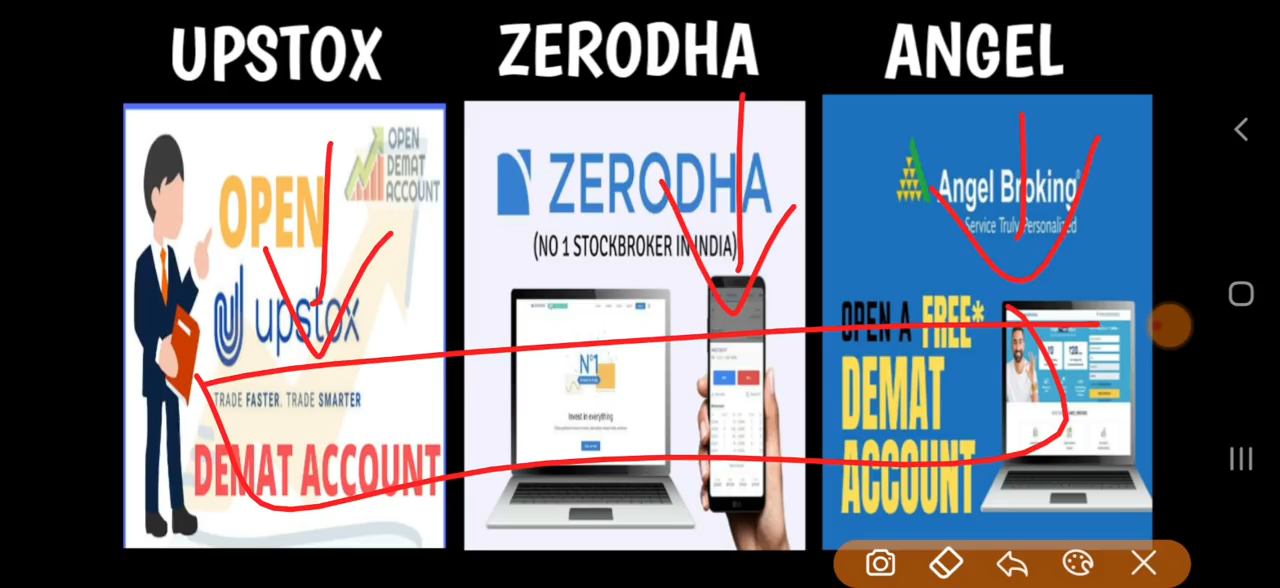 UPSTOX
ZERODHA
ANGEL
OPEN
DEMAT
ACCOUNT
OPEN
upstox
TRADE FASTER. TRADE SMARTER
DEMAT ACCOUNT
ZERODHA
(NO 1 STOCKBROKER IN INDIA)
N°1
Invest in everything
Angel Broking
Service Truly Personalized
OPEN A FREE*
DEMAT
ACCOUNT